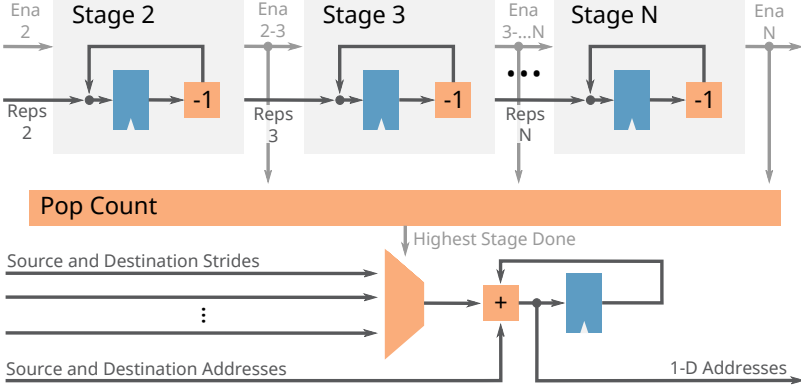 Ena
2
Stage 2
Ena
2-3
Stage 3
Ena
3-...N
Stage N
Ena
N
-1
-1
...
-1
Reps
2
Reps
3
Reps
N
Pop Count
Highest Stage Done
Source and Destination Strides
...
+
Source and Destination Addresses
1-D Addresses